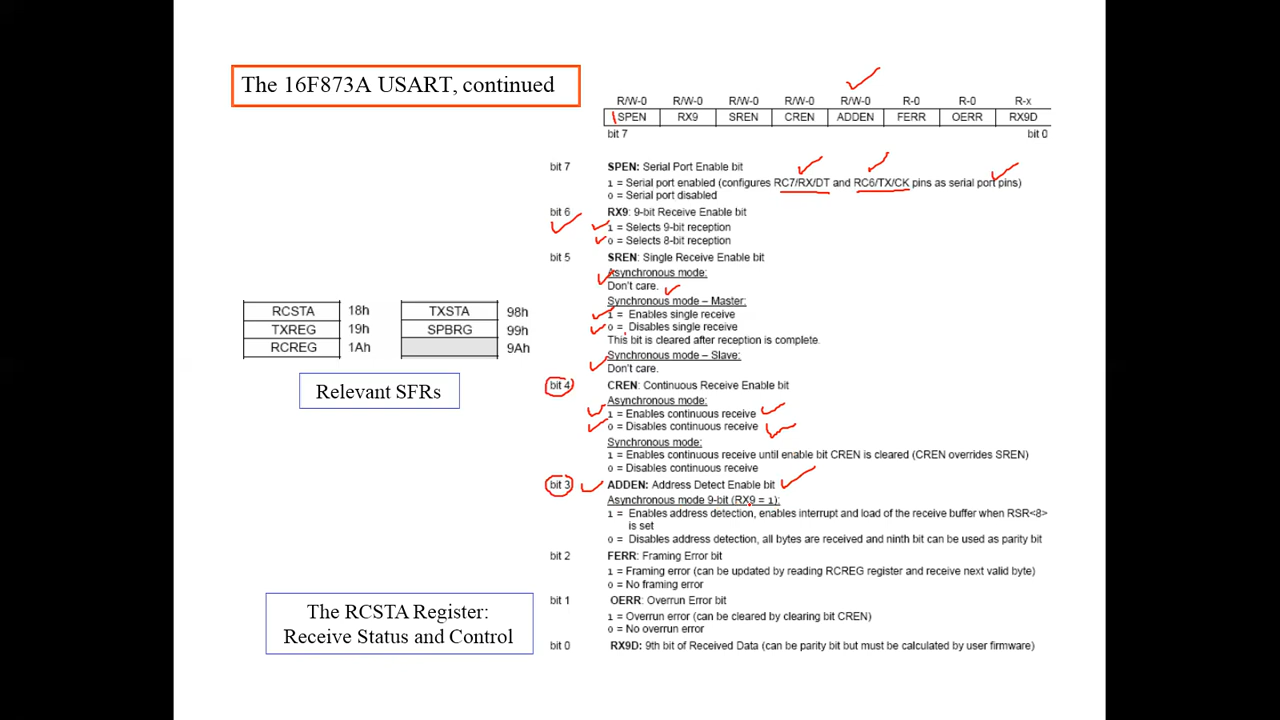 The 16F873A USART, continued
R/W-0 R/W-0 R/W-0 R/W-0 R/W-0 R-0 R-0 R-x
SPEN RX9 SREN CREN ADDEN FERR OERR RX9D
bit 7 bit 0
bit 7 SPEN: Serial Port Enable bit
1 = Serial port enabled (configures RC7/RX/DT and RC6/TX/CK pins as serial port pins)
0 = Serial port disabled
bit 6 RX9: 9-bit Receive Enable bit
1 = Selects 9-bit reception
0 = Selects 8-bit reception
bit 5 SREN: Single Receive Enable bit
Asynchronous mode:
Don't care.
Synchronous mode – Master:
1 = Enables single receive
0 = Disables single receive
This bit is cleared after reception is complete.
Synchronous mode – Slave:
Don't care.
bit 4 CREN: Continuous Receive Enable bit
Asynchronous mode:
1 = Enables continuous receive
0 = Disables continuous receive
Synchronous mode:
1 = Enables continuous receive until enable bit CREN is cleared (CREN overrides SREN)
0 = Disables continuous receive
bit 3 ADDEN: Address Detect Enable bit
Asynchronous mode 9-bit (RX9 = 1):
1 = Enables address detection, enables interrupt and load of the receive buffer when RSR<8>
is set
0 = Disables address detection, all bytes are received and ninth bit can be used as parity bit
bit 2 FERR: Framing Error bit
1 = Framing error (can be updated by reading RCREG register and receive next valid byte)
0 = No framing error
bit 1 OERR: Overrun Error bit
1 = Overrun error (can be cleared by clearing bit CREN)
0 = No overrun error
bit 0 RX9D: 9th bit of Received Data (can be parity bit but must be calculated by user firmware)
RCSTA 18h TXSTA 98h
TXREG 19h SPBRG 99h
RCREG 1Ah 9Ah
Relevant SFRs
The RCSTA Register:
Receive Status and Control